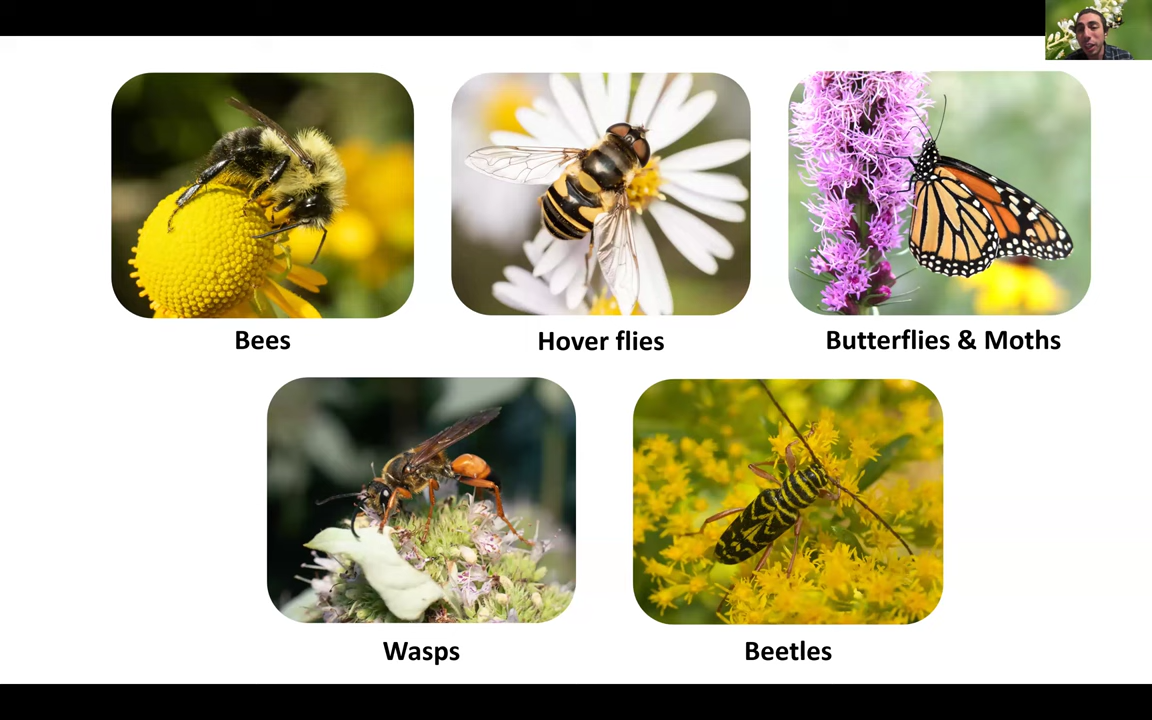 Bees
Hover flies
Butterflies & Moths
Wasps
Beetles